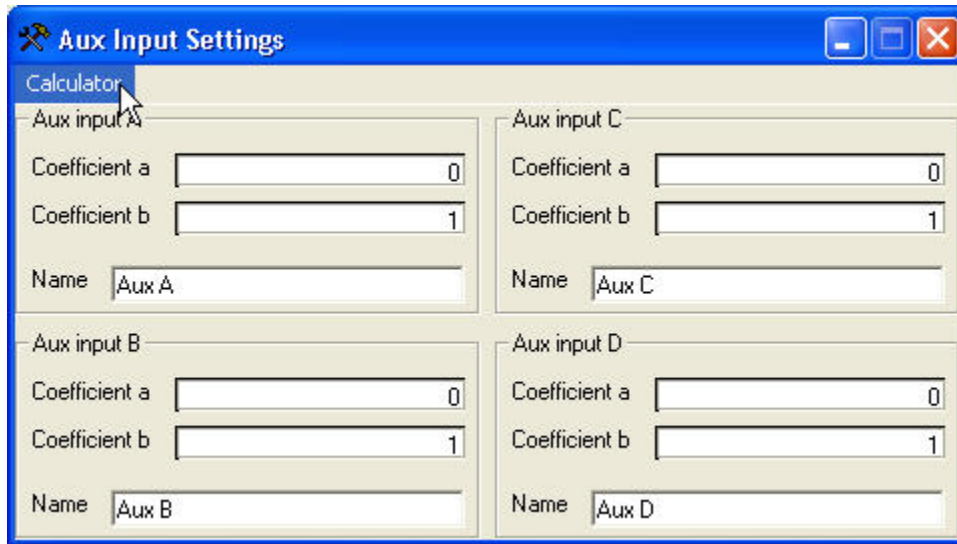 Aux Input Settings
Calculator
Aux input A
Coefficient a 0
Coefficient b 1
Name Aux A
Aux input C
Coefficient a 0
Coefficient b 1
Name Aux C
Aux input B
Coefficient a 0
Coefficient b 1
Name Aux B
Aux input D
Coefficient a 0
Coefficient b 1
Name Aux D